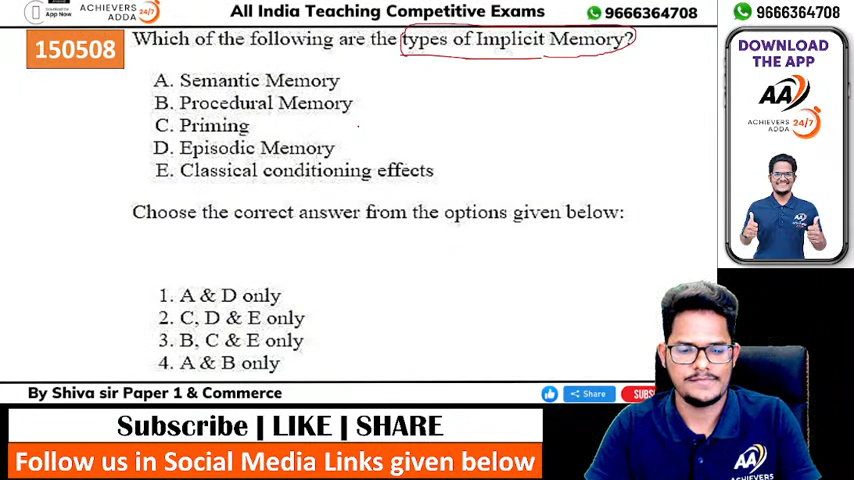 App Now
ACHIEVERS
ADDA
24/7
All India Teaching Competitive Exams
9666364708
9666364708
150508
Which of the following are the types of Implicit Memory?
A. Semantic Memory
B. Procedural Memory
C. Priming
D. Episodic Memory
E. Classical conditioning effects
Choose the correct answer from the options given below:
1. A & D only
2. C, D & E only
3. B, C & E only
4. A & B only
DOWNLOAD
THE APP
AA
ACHIEVERS
ADDA
24/7
AA
By Shiva sir Paper 1 & Commerce
Share
SUBS
Subscribe | LIKE | SHARE
Follow us in Social Media Links given below
AA
ACHIEVERS